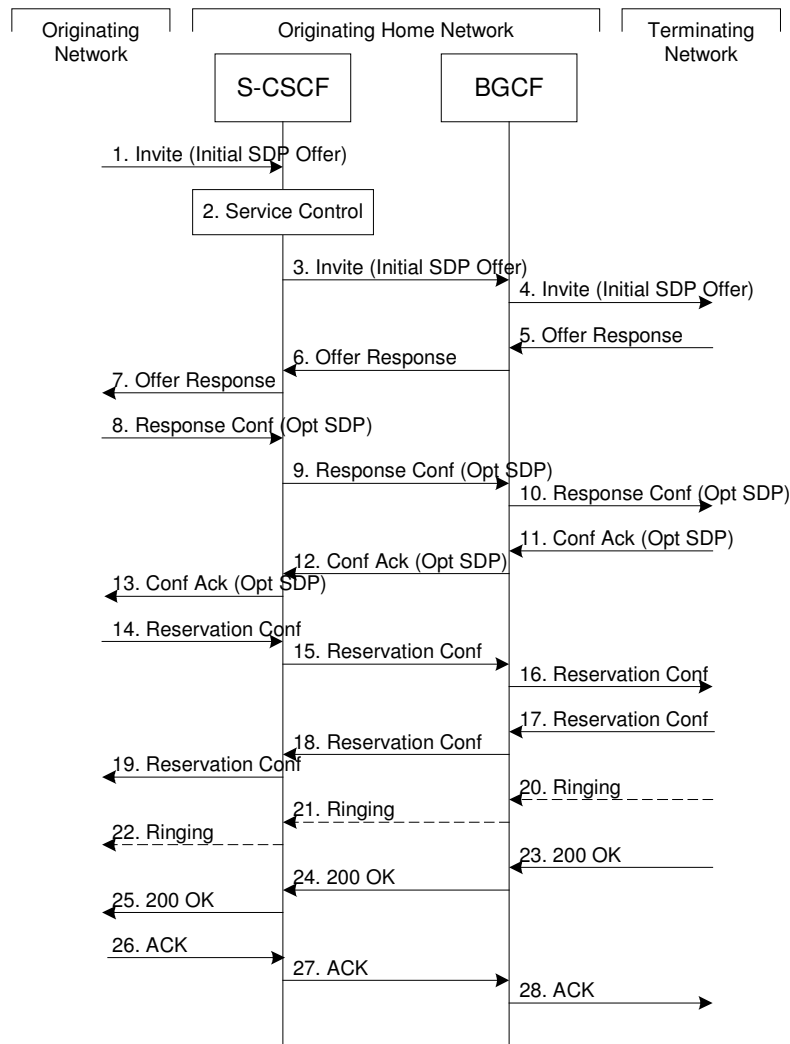 Originating
Network
Originating Home Network
Terminating
Network
S-CSCF
BGCF
1. Invite (Initial SDP Offer)
2. Service Control
3. Invite (Initial SDP Offer)
4. Invite (Initial SDP Offer)
5. Offer Response
6. Offer Response
7. Offer Response
8. Response Conf (Opt SDP)
9. Response Conf (Opt SDP)
10. Response Conf (Opt SDP)
11. Conf Ack (Opt SDP)
12. Conf Ack (Opt SDP)
13. Conf Ack (Opt SDP)
14. Reservation Conf
15. Reservation Conf
16. Reservation Conf
17. Reservation Conf
18. Reservation Conf
19. Reservation Conf
20. Ringing
21. Ringing
22. Ringing
23. 200 OK
24. 200 OK
25. 200 OK
26. ACK
27. ACK
28. ACK